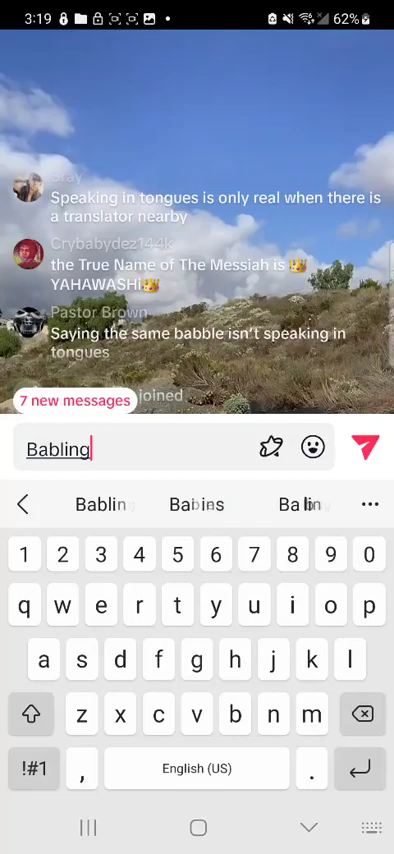 3:19
62%
Gray
Speaking in tongues is only real when there is
a translator nearby
Crybabydez144k
the True Name of The Messiah is 👑
YAHAWASHi👑
Pastor Brown
Saying the same babble isn't speaking in
tongues
joined
7 new messages
Babling
1 2 3 4 5 6 7 8 9 0
q w e r t y u i o p
a s d f g h j k l
z x c v b n m
!#1 , English (US) .